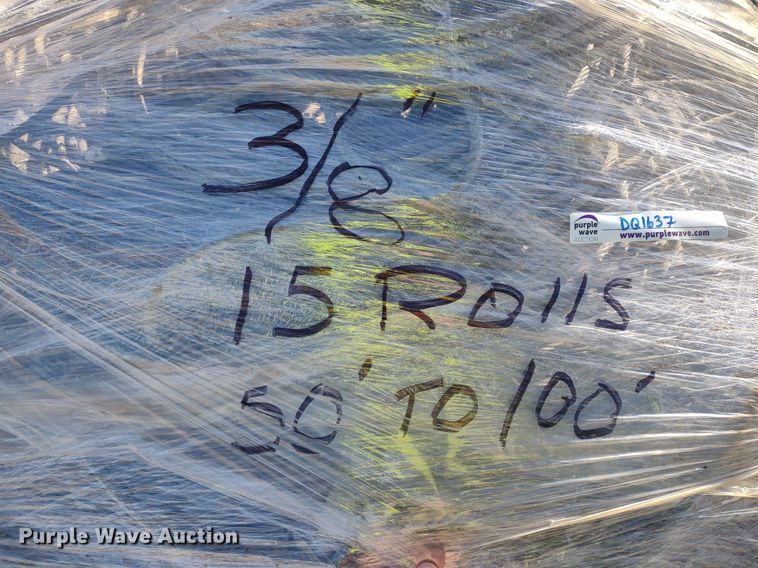 3/8"
purple wave AUCTION
DQ1637
www.purplewave.com
15 Rolls
50' TO 100'
Purple Wave Auction